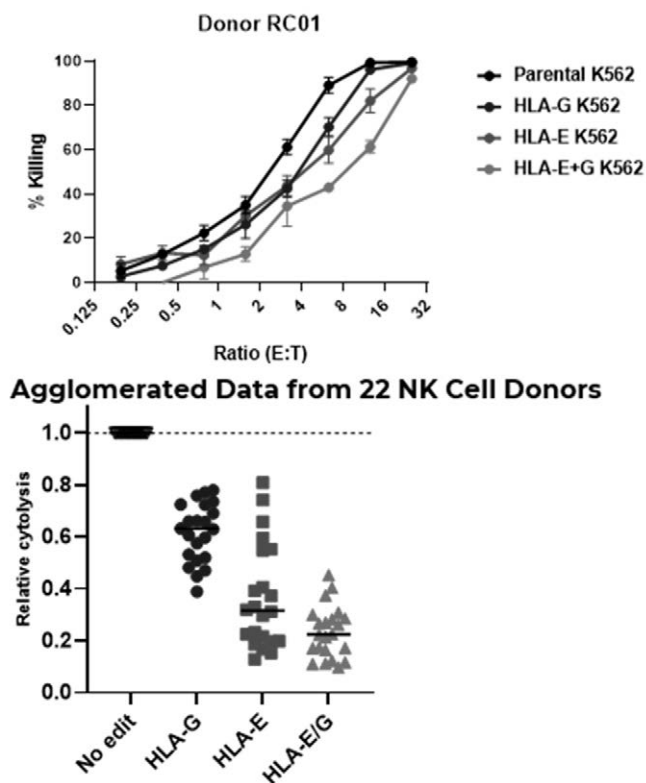 Donor RC01
100
80
60
40
20
0
% Killing
0.125
0.25
0.5
1
2
4
8
16
32
Ratio (E:T)
Parental K562
HLA-G K562
HLA-E K562
HLA-E+G K562
Agglomerated Data from 22 NK Cell Donors
1.0
0.8
0.6
0.4
0.2
0.0
Relative cytolysis
No edit
HLA-G
HLA-E
HLA-E/G